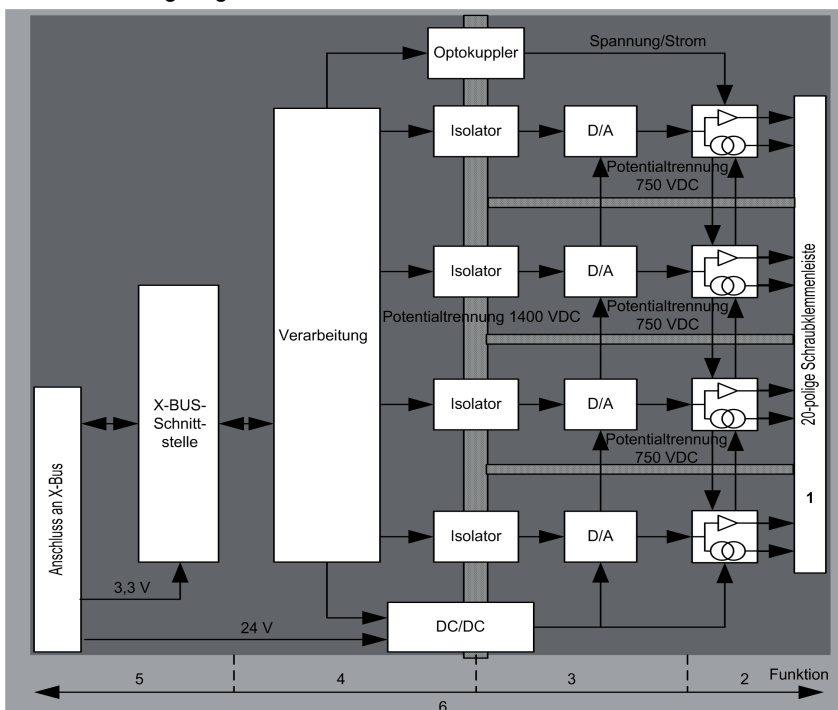 Optokuppler
Spannung/Strom
Isolator
D/A
Potentialtrennung
750 VDC
Isolator
D/A
Potentialtrennung 1400 VDC
Potentialtrennung
750 VDC
Verarbeitung
X-BUS-
Schnitt-
stelle
Isolator
D/A
Potentialtrennung
750 VDC
20-polige Schraubklemmenleiste
1
Anschluss an X-Bus
Isolator
D/A
3,3 V
24 V
DC/DC
5
4
3
2
Funktion
6